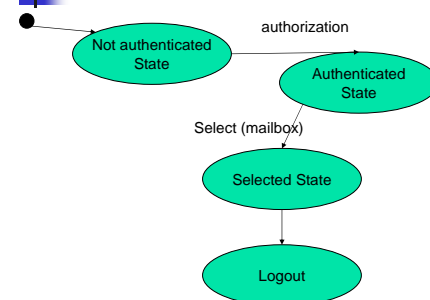 authorization
Not authenticated
State
Authenticated
State
Select (mailbox)
Selected State
Logout